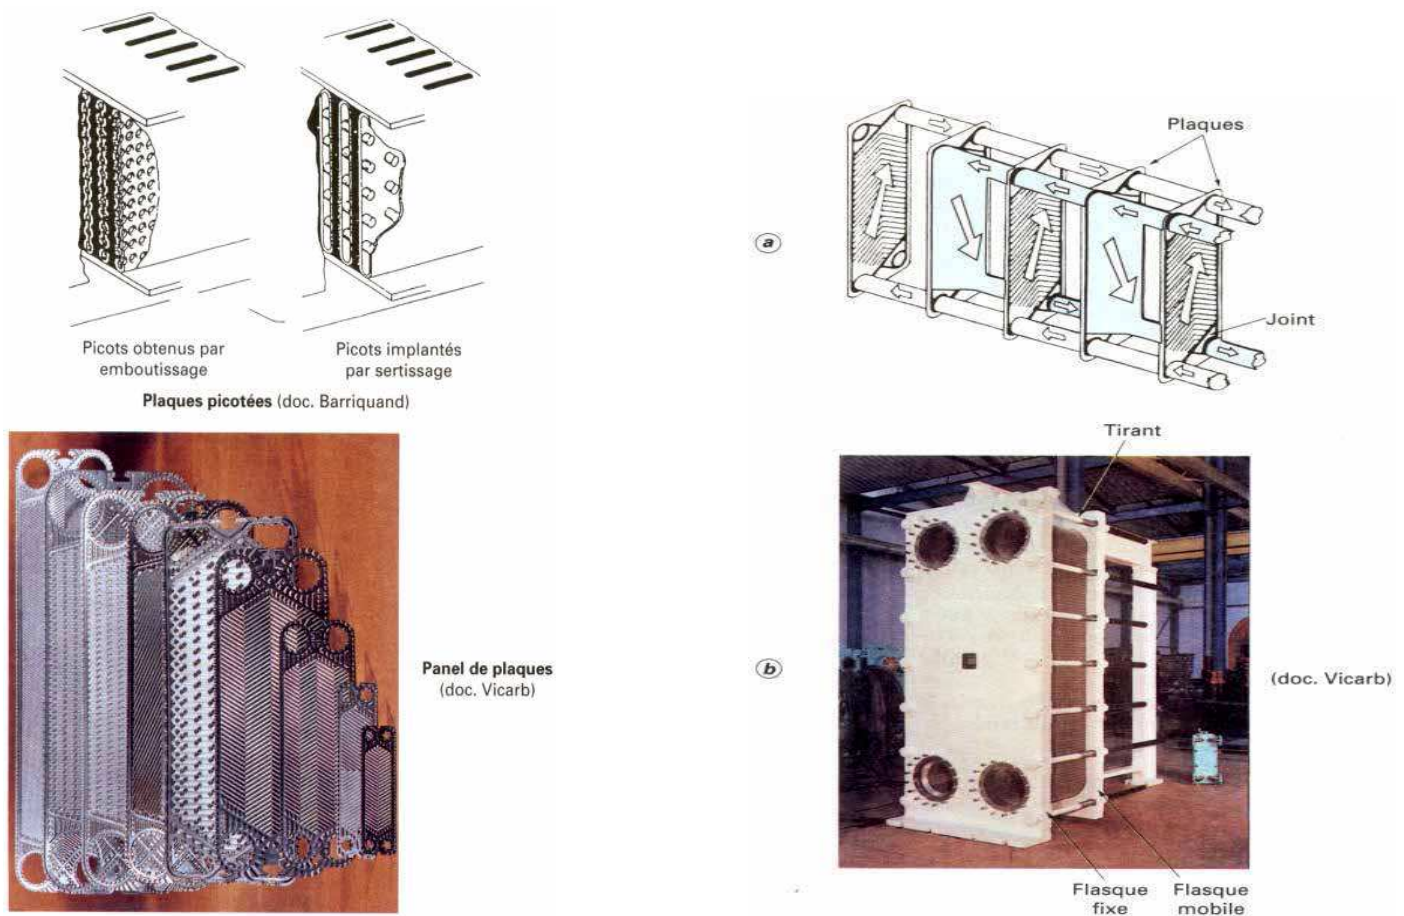 Picots obtenus par
emboutissage
Picots implantés
par sertissage
Plaques picotées (doc. Barriquand)
Panel de plaques
(doc. Vicarb)
Plaques
a
Joint
Tirant
b
(doc. Vicarb)
Flasque
fixe
Flasque
mobile